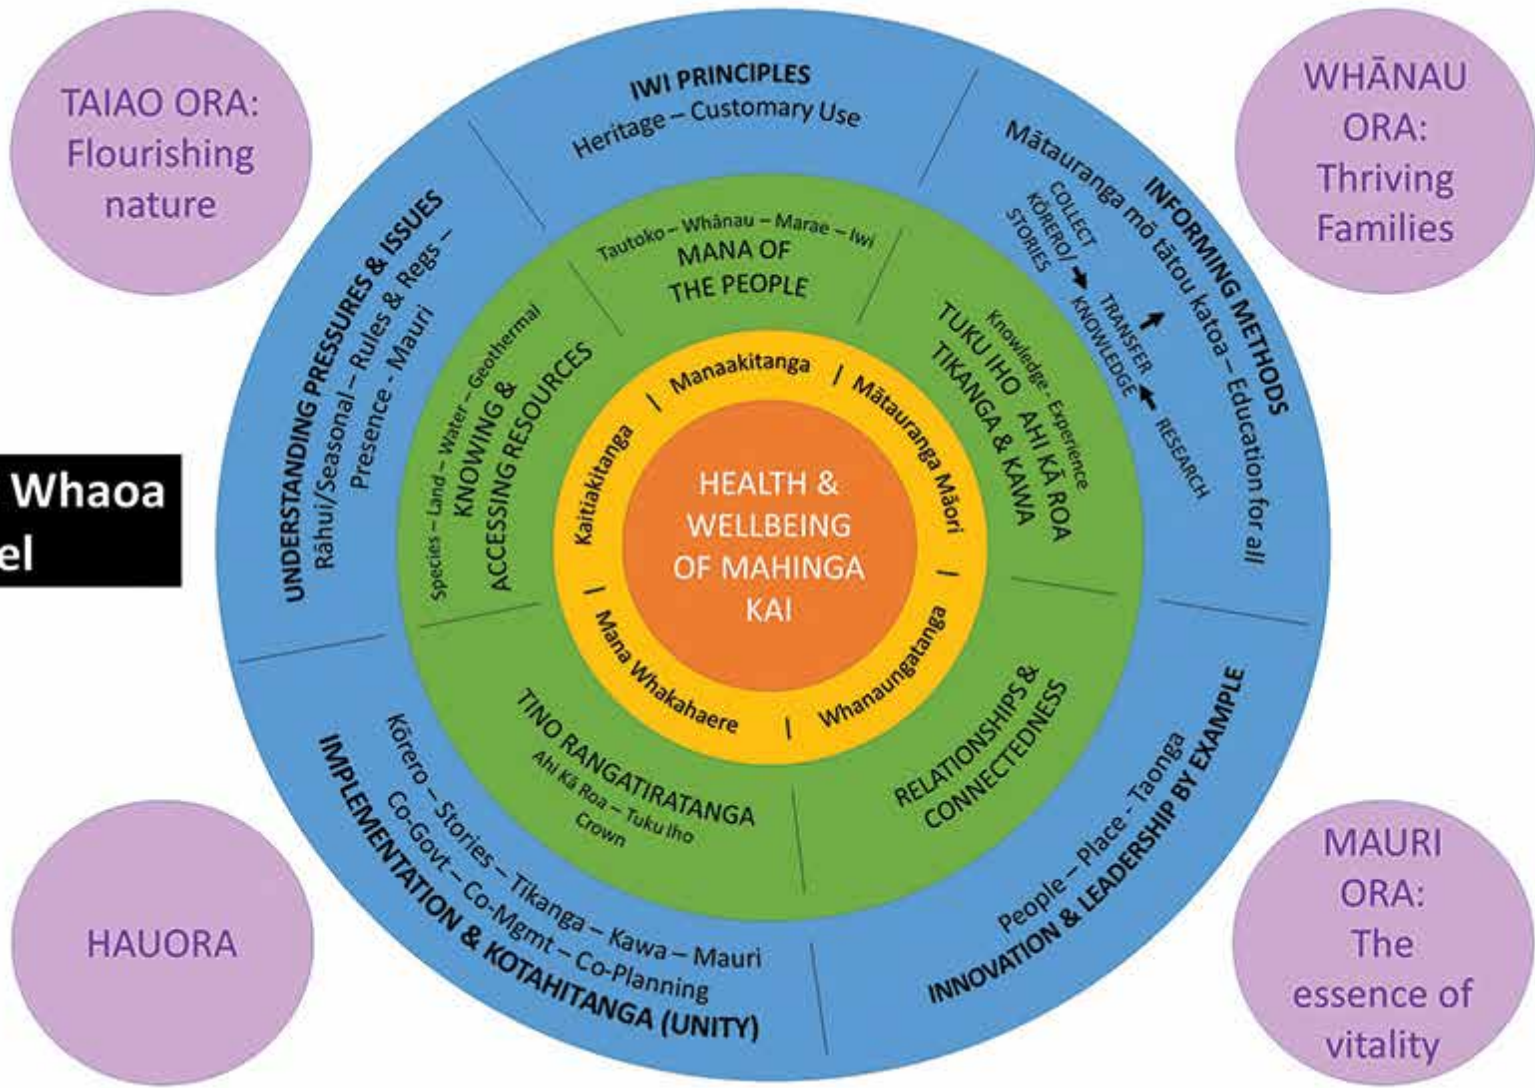 TAIAO ORA:
Flourishing
nature
WHĀNAU
ORA:
Thriving
Families
Whaoa
el
HAUORA
MAURI
ORA:
The
essence of
vitality
IWI PRINCIPLES
Heritage – Customary Use
INFORMING METHODS
Mātauranga mō tātou katoa – Education for all
COLLECT
KŌRERO/
STORIES
TRANSFER
KNOWLEDGE
RESEARCH
INNOVATION & LEADERSHIP BY EXAMPLE
People – Place - Taonga
Kōrero – Stories – Tikanga – Kawa – Mauri
Co-Govt – Co-Mgmt – Co-Planning
IMPLEMENTATION & KOTAHITANGA (UNITY)
UNDERSTANDING PRESSURES & ISSUES
Rāhui/Seasonal – Rules & Regs –
Presence - Mauri
Tautoko – Whānau – Marae – Iwi
MANA OF
THE PEOPLE
Knowledge - Experience
TUKU IHO AHI KĀ ROA
TIKANGA & KAWA
RELATIONSHIPS &
CONNECTEDNESS
TINO RANGATIRATANGA
Ahi Kā Roa – Tuku Iho
Crown
Species – Land – Water – Geothermal
KNOWING &
ACCESSING RESOURCES
Kaitiakitanga | Manaakitanga | Mātauranga Māori | Whanaungatanga | Mana Whakahaere |
HEALTH &
WELLBEING
OF MAHINGA
KAI